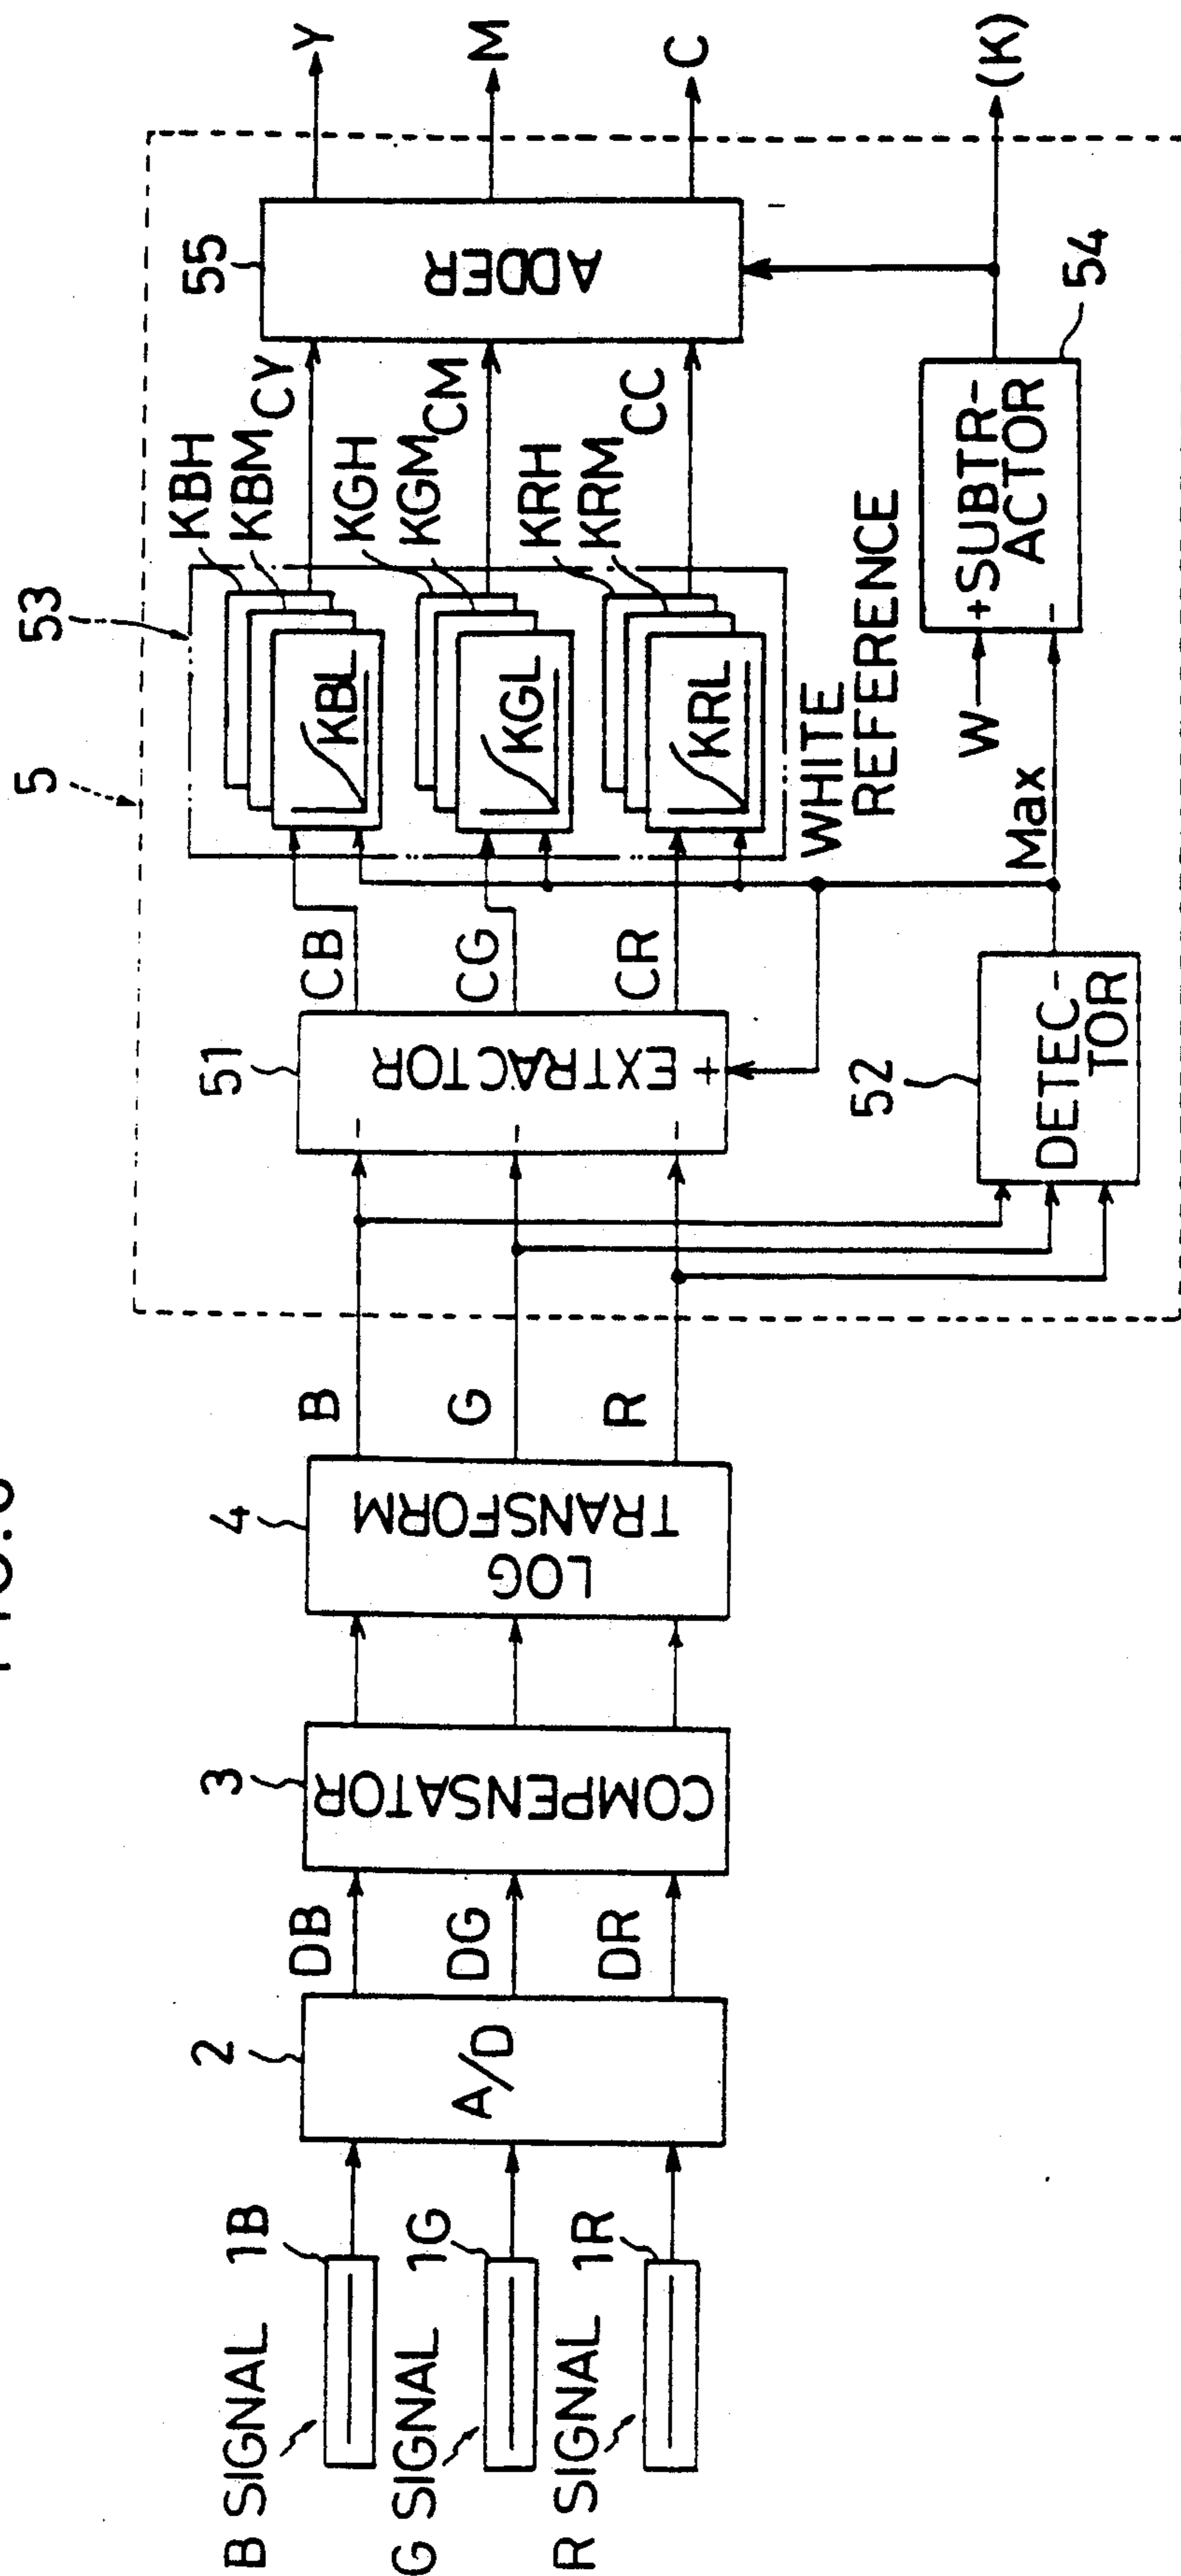 B SIGNAL
1B
G SIGNAL
1G
R SIGNAL
1R
2
A/D
DB
DG
DR
3
COMPENSATOR
4
LOG
TRANSFORM
B
G
R
5
51
EXTRACTOR
-
-
-
+
52
DETEC-
TOR
CB
CG
CR
53
KBH
KBM
KBL
KGH
KGM
KGL
KRH
KRM
KRL
WHITE
REFERENCE
Max
W
+SUBTR-
-ACTOR
54
CY
CM
CC
55
ADDER
Y
M
C
(K)